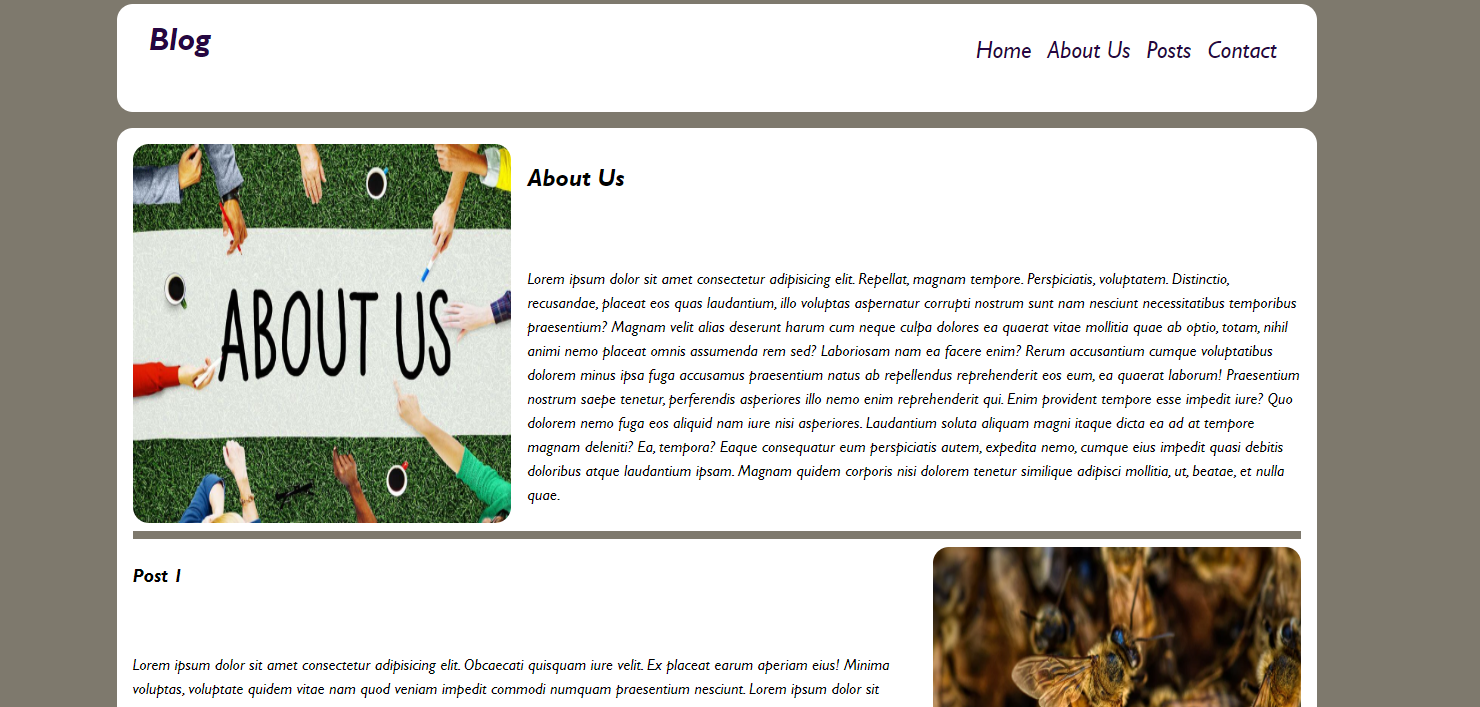 Blog
Home About Us Posts Contact
ABOUT US
About Us
Lorem ipsum dolor sit amet consectetur adipisicing elit. Repellat, magnam tempore. Perspiciatis, voluptatem. Distinctio,
recusandae, placeat eos quas laudantium, illo voluptas aspernatur corrupti nostrum sunt nam nesciunt necessitatibus temporibus
praesentium? Magnam velit alias deserunt harum cum neque culpa dolores ea quaerat vitae mollitia quae ab optio, totam, nihil
animi nemo placeat omnis assumenda rem sed? Laboriosam nam ea facere enim? Rerum accusantium cumque voluptatibus
dolorem minus ipsa fuga accusamus praesentium natus ab repellendus reprehenderit eos eum, ea quaerat laborum! Praesentium
nostrum saepe tenetur, perferendis asperiores illo nemo enim reprehenderit qui. Enim provident tempore esse impedit iure? Quo
dolorem nemo fuga eos aliquid nam iure nisi asperiores. Laudantium soluta aliquam magni itaque dicta ea ad at tempore
magnam deleniti? Ea, tempora? Eaque consequatur eum perspiciatis autem, expedita nemo, cumque eius impedit quasi debitis
doloribus atque laudantium ipsam. Magnam quidem corporis nisi dolorem tenetur similique adipisci mollitia, ut, beatae, et nulla
quae.
Post 1
Lorem ipsum dolor sit amet consectetur adipisicing elit. Obcaecati quisquam iure velit. Ex placeat earum aperiam eius! Minima
voluptas, voluptate quidem vitae nam quod veniam impedit commodi numquam praesentium nesciunt. Lorem ipsum dolor sit